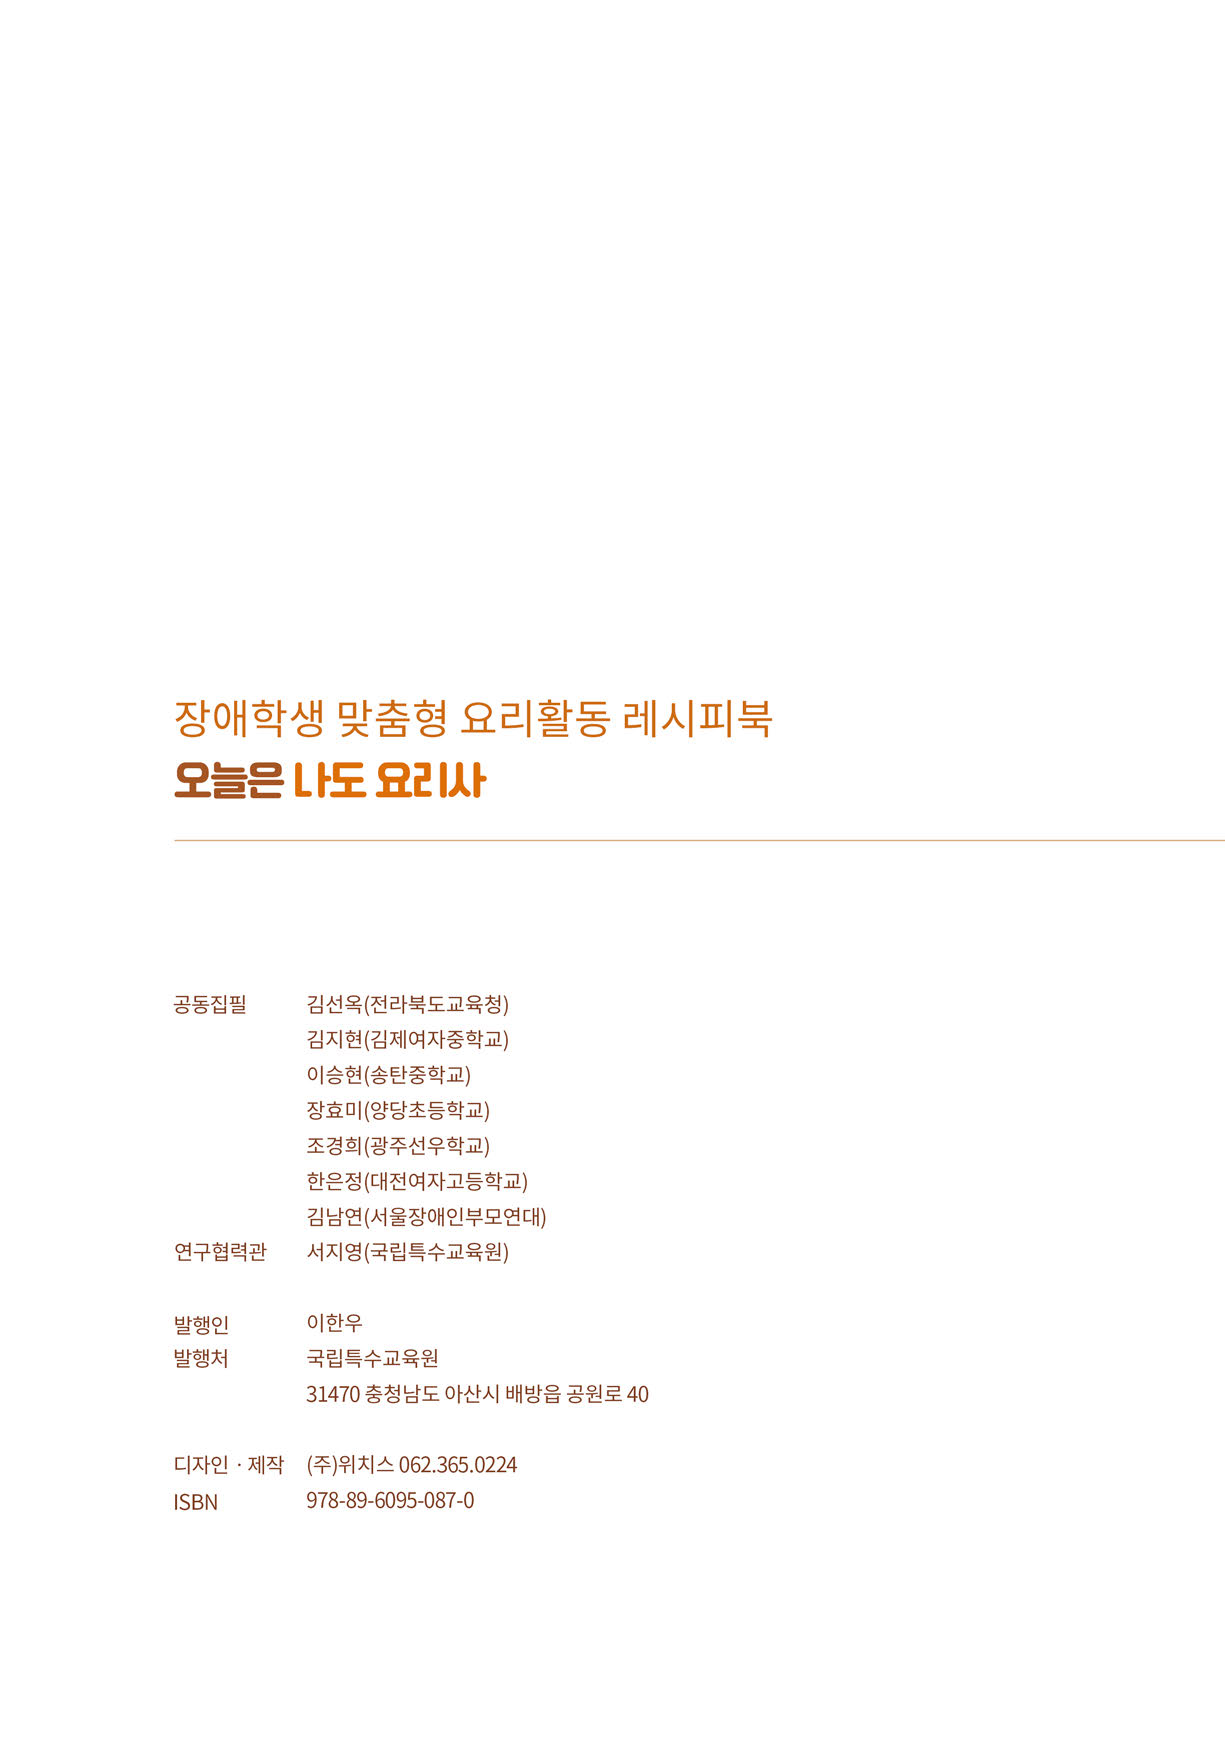 장애학생 맞춤형 요리활동 레시피북
오늘은 나도 요리사
공동집필 김선옥(전라북도교육청)
김지현(김제여자중학교)
이승현(송탄중학교)
장효미(양당초등학교)
조경희(광주선우학교)
한은정(대전여자고등학교)
김남연(서울장애인부모연대)
연구협력관 서지영(국립특수교육원)
발행인 이한우
발행처 국립특수교육원
31470 충청남도 아산시 배방읍 공원로 40
디자인 · 제작 (주)위치스 062.365.0224
ISBN 978-89-6095-087-0